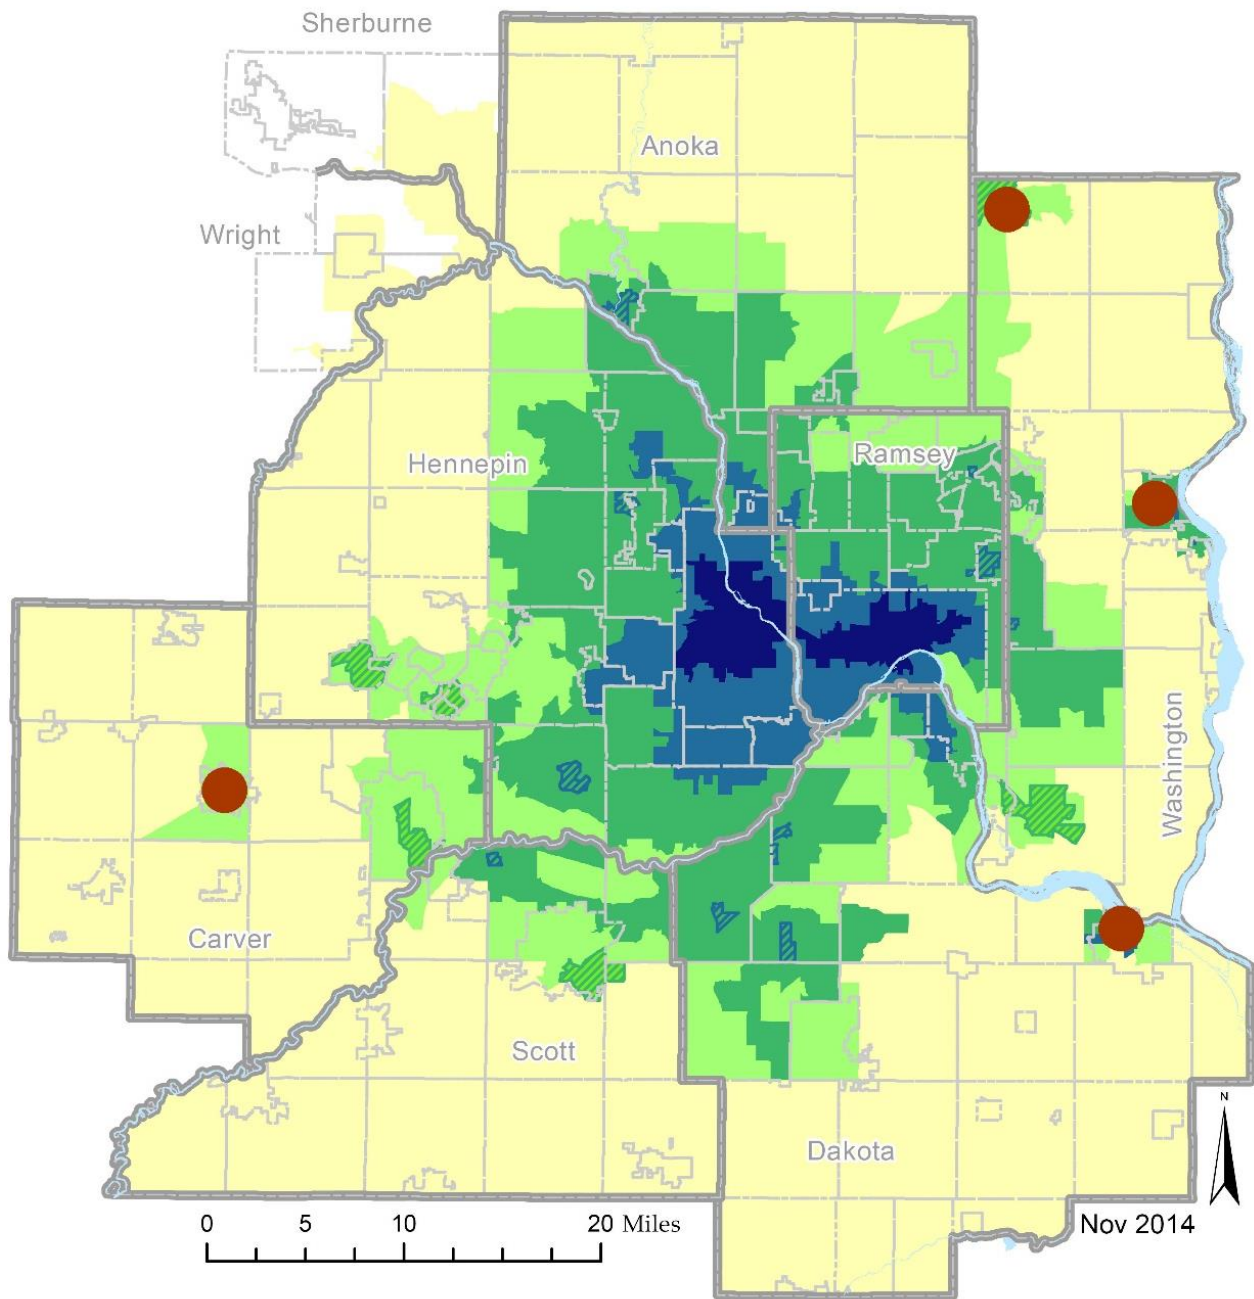 Sherburne
Anoka
Wright
Ramsey
Hennepin
Washington
Carver
Scott
N
Dakota
0 5 10 20 Miles
Nov 2014